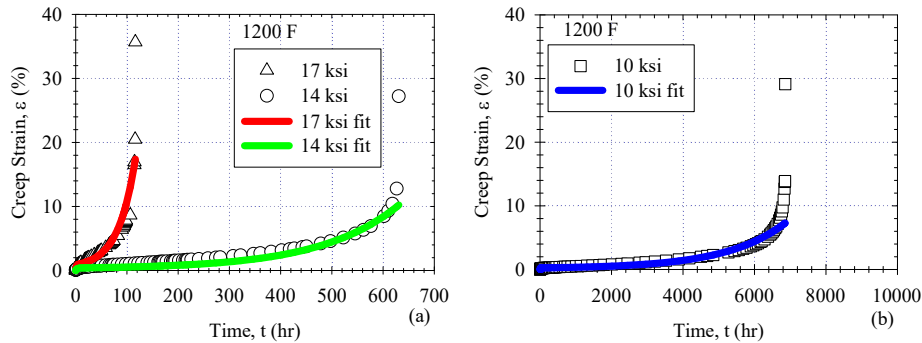 1200 F
17 ksi
14 ksi
17 ksi fit
14 ksi fit
Creep Strain, ε (%)
40
30
20
10
0
0 100 200 300 400 500 600 700
Time, t (hr)
(a)
1200 F
10 ksi
10 ksi fit
Creep Strain, ε (%)
40
30
20
10
0
0 2000 4000 6000 8000 10000
Time, t (hr)
(b)